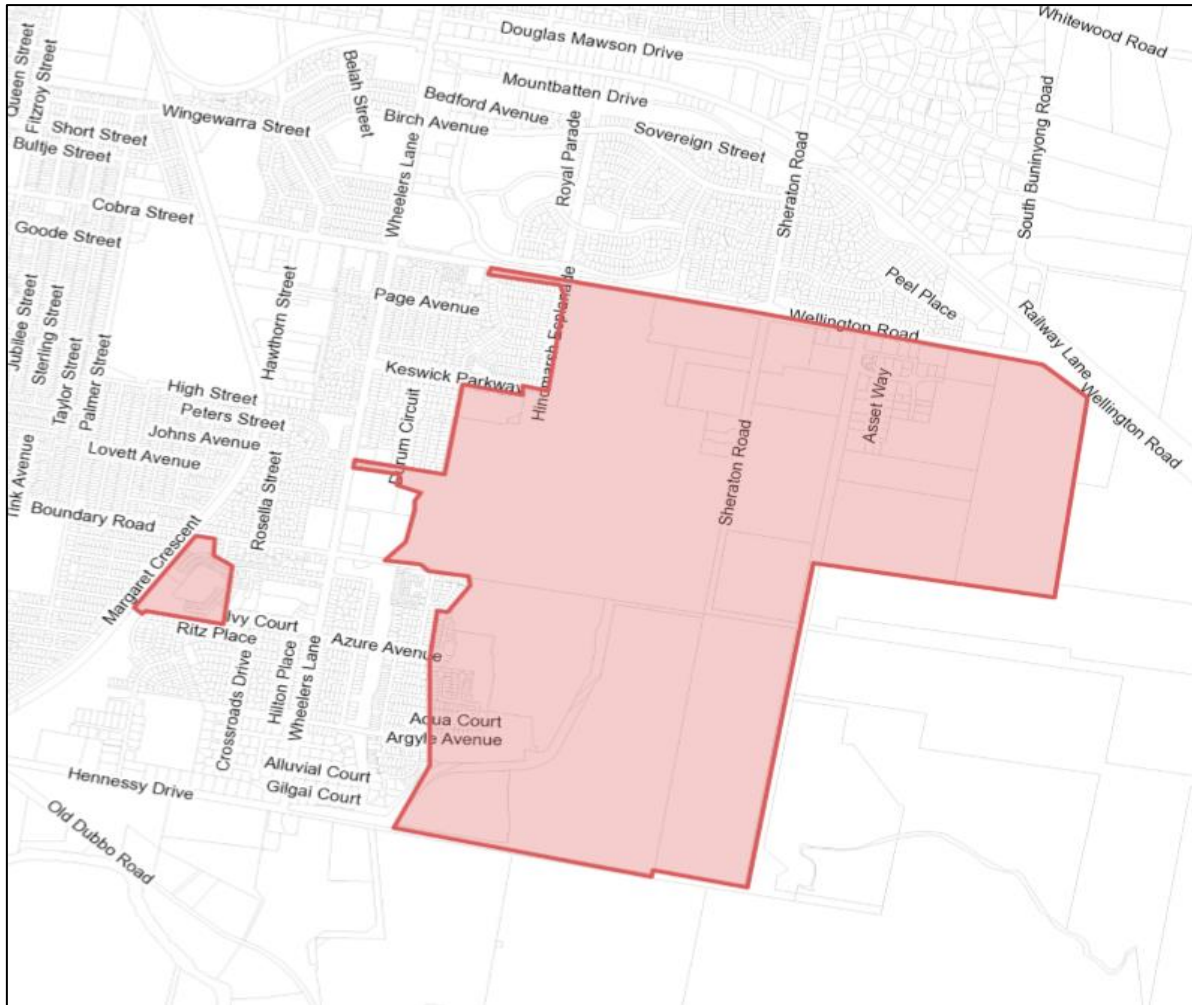 Whitewood Road
Douglas Mawson Drive
Queen Street
Fitzroy Street
Belah Street
Mountbatten Drive
Bedford Avenue
Wingewarra Street
Birch Avenue
Short Street
Sovereign Street
Bultje Street
South Buninyong Road
Royal Parade
Sheraton Road
Wheelers Lane
Cobra Street
Goode Street
Peel Place
Page Avenue
Hindmarsh Esplanade
Wellington Road
Railway Lane
Hawthorn Street
Jubilee Street
Sterling Street
Taylor Street
Palmer Street
Keswick Parkway
Asset Way
Wellington Road
High Street
Peters Street
Durum Circuit
Johns Avenue
Lovett Avenue
Tink Avenue
Rosella Street
Sheraton Road
Boundary Road
Margaret Crescent
Ivy Court
Ritz Place
Azure Avenue
Crossroads Drive
Hilton Place
Wheelers Lane
Aqua Court
Argyle Avenue
Alluvial Court
Hennessy Drive
Gilgai Court
Old Dubbo Road